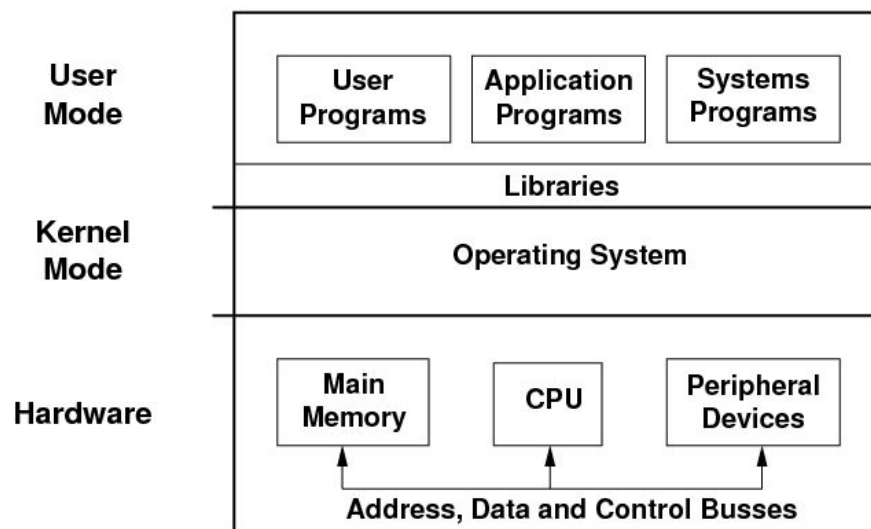 User
Mode
User
Programs
Application
Programs
Systems
Programs
Libraries
Kernel
Mode
Operating System
Hardware
Main
Memory
CPU
Peripheral
Devices
Address, Data and Control Busses